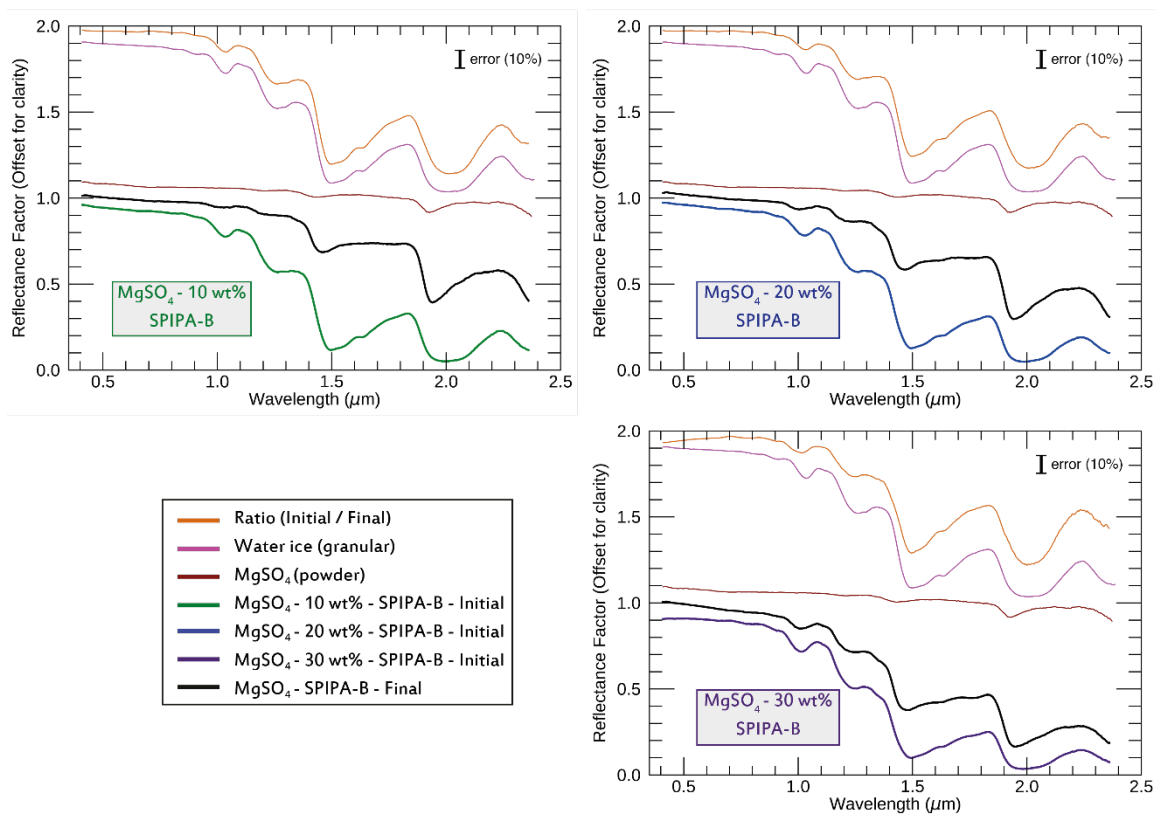 2.0
1.5
1.0
0.5
0.0
Reflectance Factor (Offset for clarity)
error (10%)
MgSO₄ - 10 wt%
SPIPA-B
0.5
1.0
1.5
2.0
2.5
Wavelength (µm)
2.0
1.5
1.0
0.5
0.0
Reflectance Factor (Offset for clarity)
error (10%)
MgSO₄ - 20 wt%
SPIPA-B
0.5
1.0
1.5
2.0
2.5
Wavelength (µm)
Ratio (Initial / Final)
Water ice (granular)
MgSO₄ (powder)
MgSO₄ - 10 wt% - SPIPA-B - Initial
MgSO₄ - 20 wt% - SPIPA-B - Initial
MgSO₄ - 30 wt% - SPIPA-B - Initial
MgSO₄ - SPIPA-B - Final
2.0
1.5
1.0
0.5
0.0
Reflectance Factor (Offset for clarity)
error (10%)
MgSO₄ - 30 wt%
SPIPA-B
0.5
1.0
1.5
2.0
2.5
Wavelength (µm)